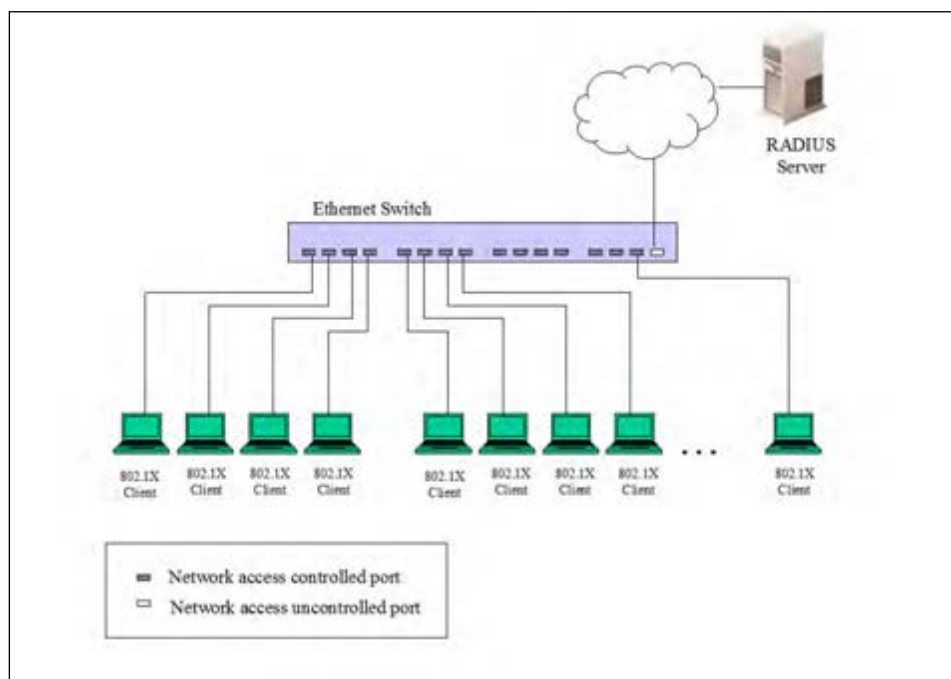 RADIUS
Server
Ethernet Switch
802.1X
Client
802.1X
Client
802.1X
Client
802.1X
Client
802.1X
Client
802.1X
Client
802.1X
Client
802.1X
Client
...
802.1X
Client
Network access controlled port
Network access uncontrolled port